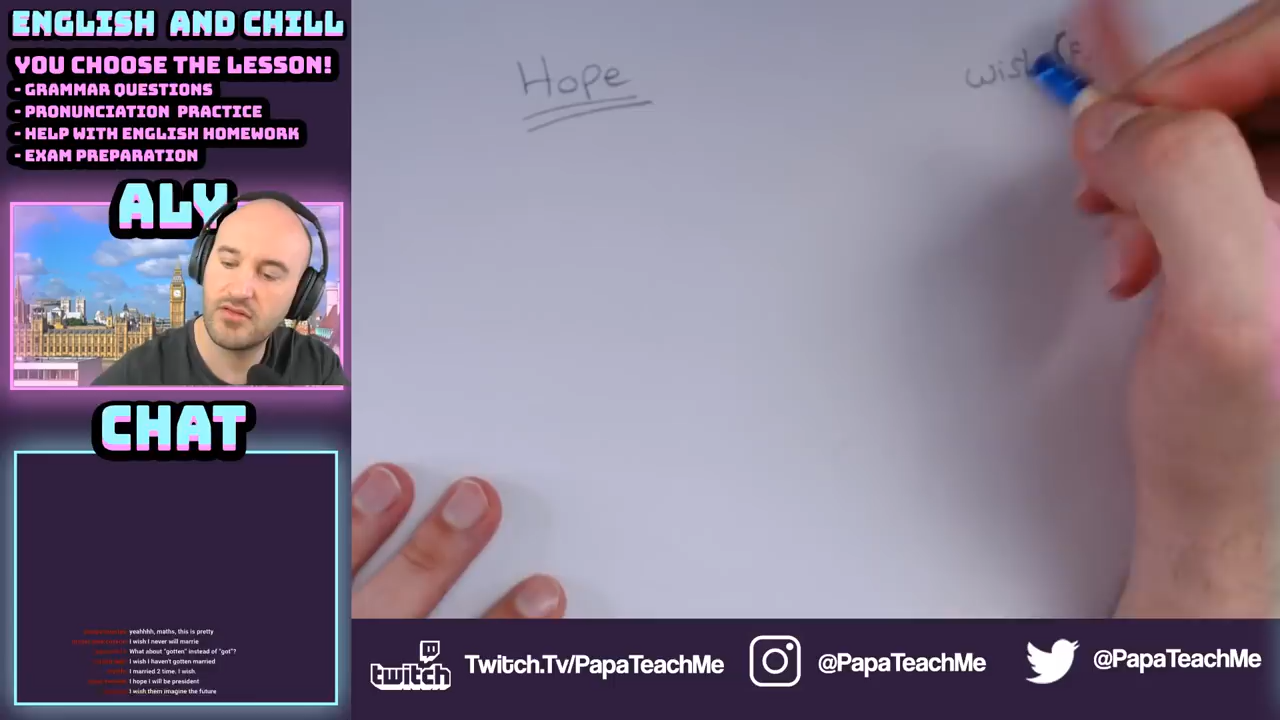 ENGLISH AND CHILL
YOU CHOOSE THE LESSON!
- GRAMMAR QUESTIONS
- PRONUNCIATION PRACTICE
- HELP WITH ENGLISH HOMEWORK
- EXAM PREPARATION
ALY
CHAT
yeahhhh, maths, this is pretty
I wish I never will marrie
What about "gotten" instead of "got"?
I wish I haven't gotten married
I married 2 time. I wish.
I hope I will be president
I wish them imagine the future
Hope
wish
twitch
Twitch.Tv/PapaTeachMe
@PapaTeachMe
@PapaTeachMe